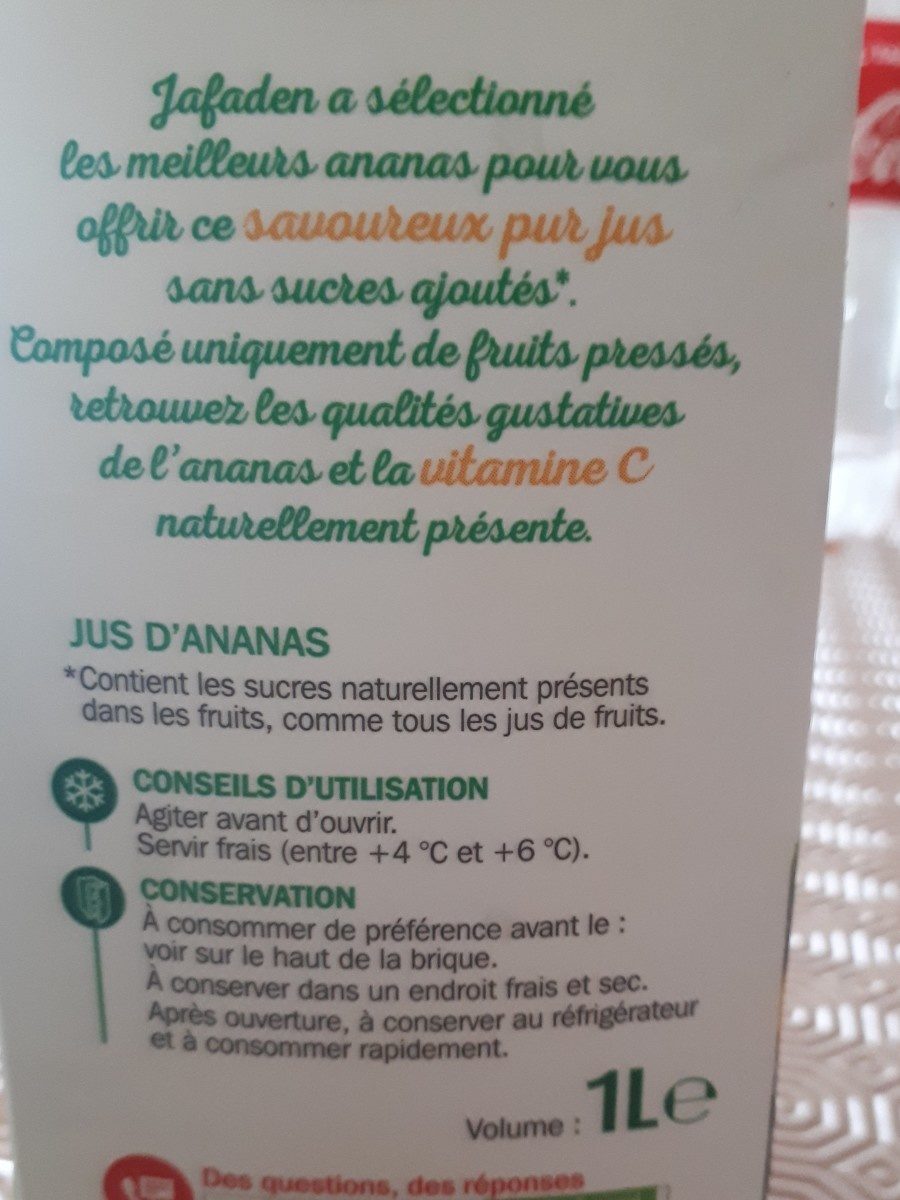 Jafaden a sélectionné
les meilleurs ananas pour vous
offrir ce savoureux pur jus
sans sucres ajoutés*.
Composé uniquement de fruits pressés,
retrouvez les qualités gustatives
de l'ananas et la vitamine C
naturellement présente.
JUS D'ANANAS
*Contient les sucres naturellement présents
dans les fruits, comme tous les jus de fruits.
CONSEILS D'UTILISATION
Agiter avant d'ouvrir.
Servir frais (entre +4 °C et +6 °C).
CONSERVATION
À consommer de préférence avant le :
voir sur le haut de la brique.
À conserver dans un endroit frais et sec.
Après ouverture, à conserver au réfrigérateur
et à consommer rapidement.
Volume : 1L℮
Des questions, des réponses